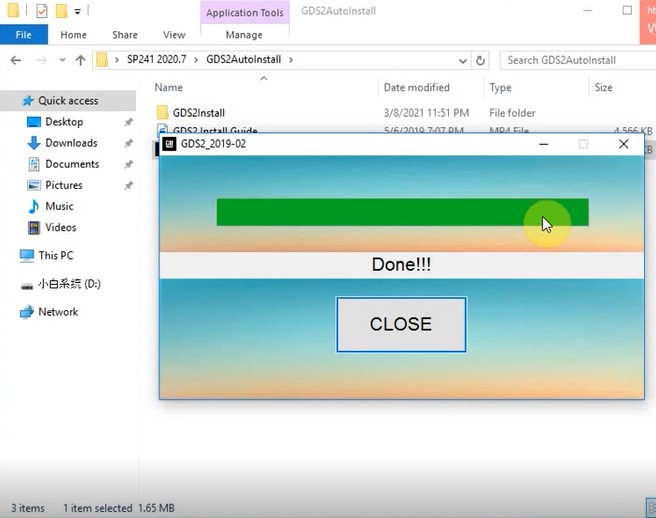 Application Tools
GDS2AutoInstall
File
Home
Share
View
Manage
SP241 2020.7
GDS2AutoInstall
Search GDS2AutoInstall
Name
Date modified
Type
Size
Quick access
Desktop
Downloads
Documents
Pictures
Music
Videos
This PC
小白系统 (D:)
Network
GDS2Install
3/8/2021 11:51 PM
File folder
GDS2 Install Guide
5/6/2019 7:07 PM
MP4 File
4,566 KB
KB
GDS2_2019-02
Done!!!
CLOSE
3 items
1 item selected 1.65 MB